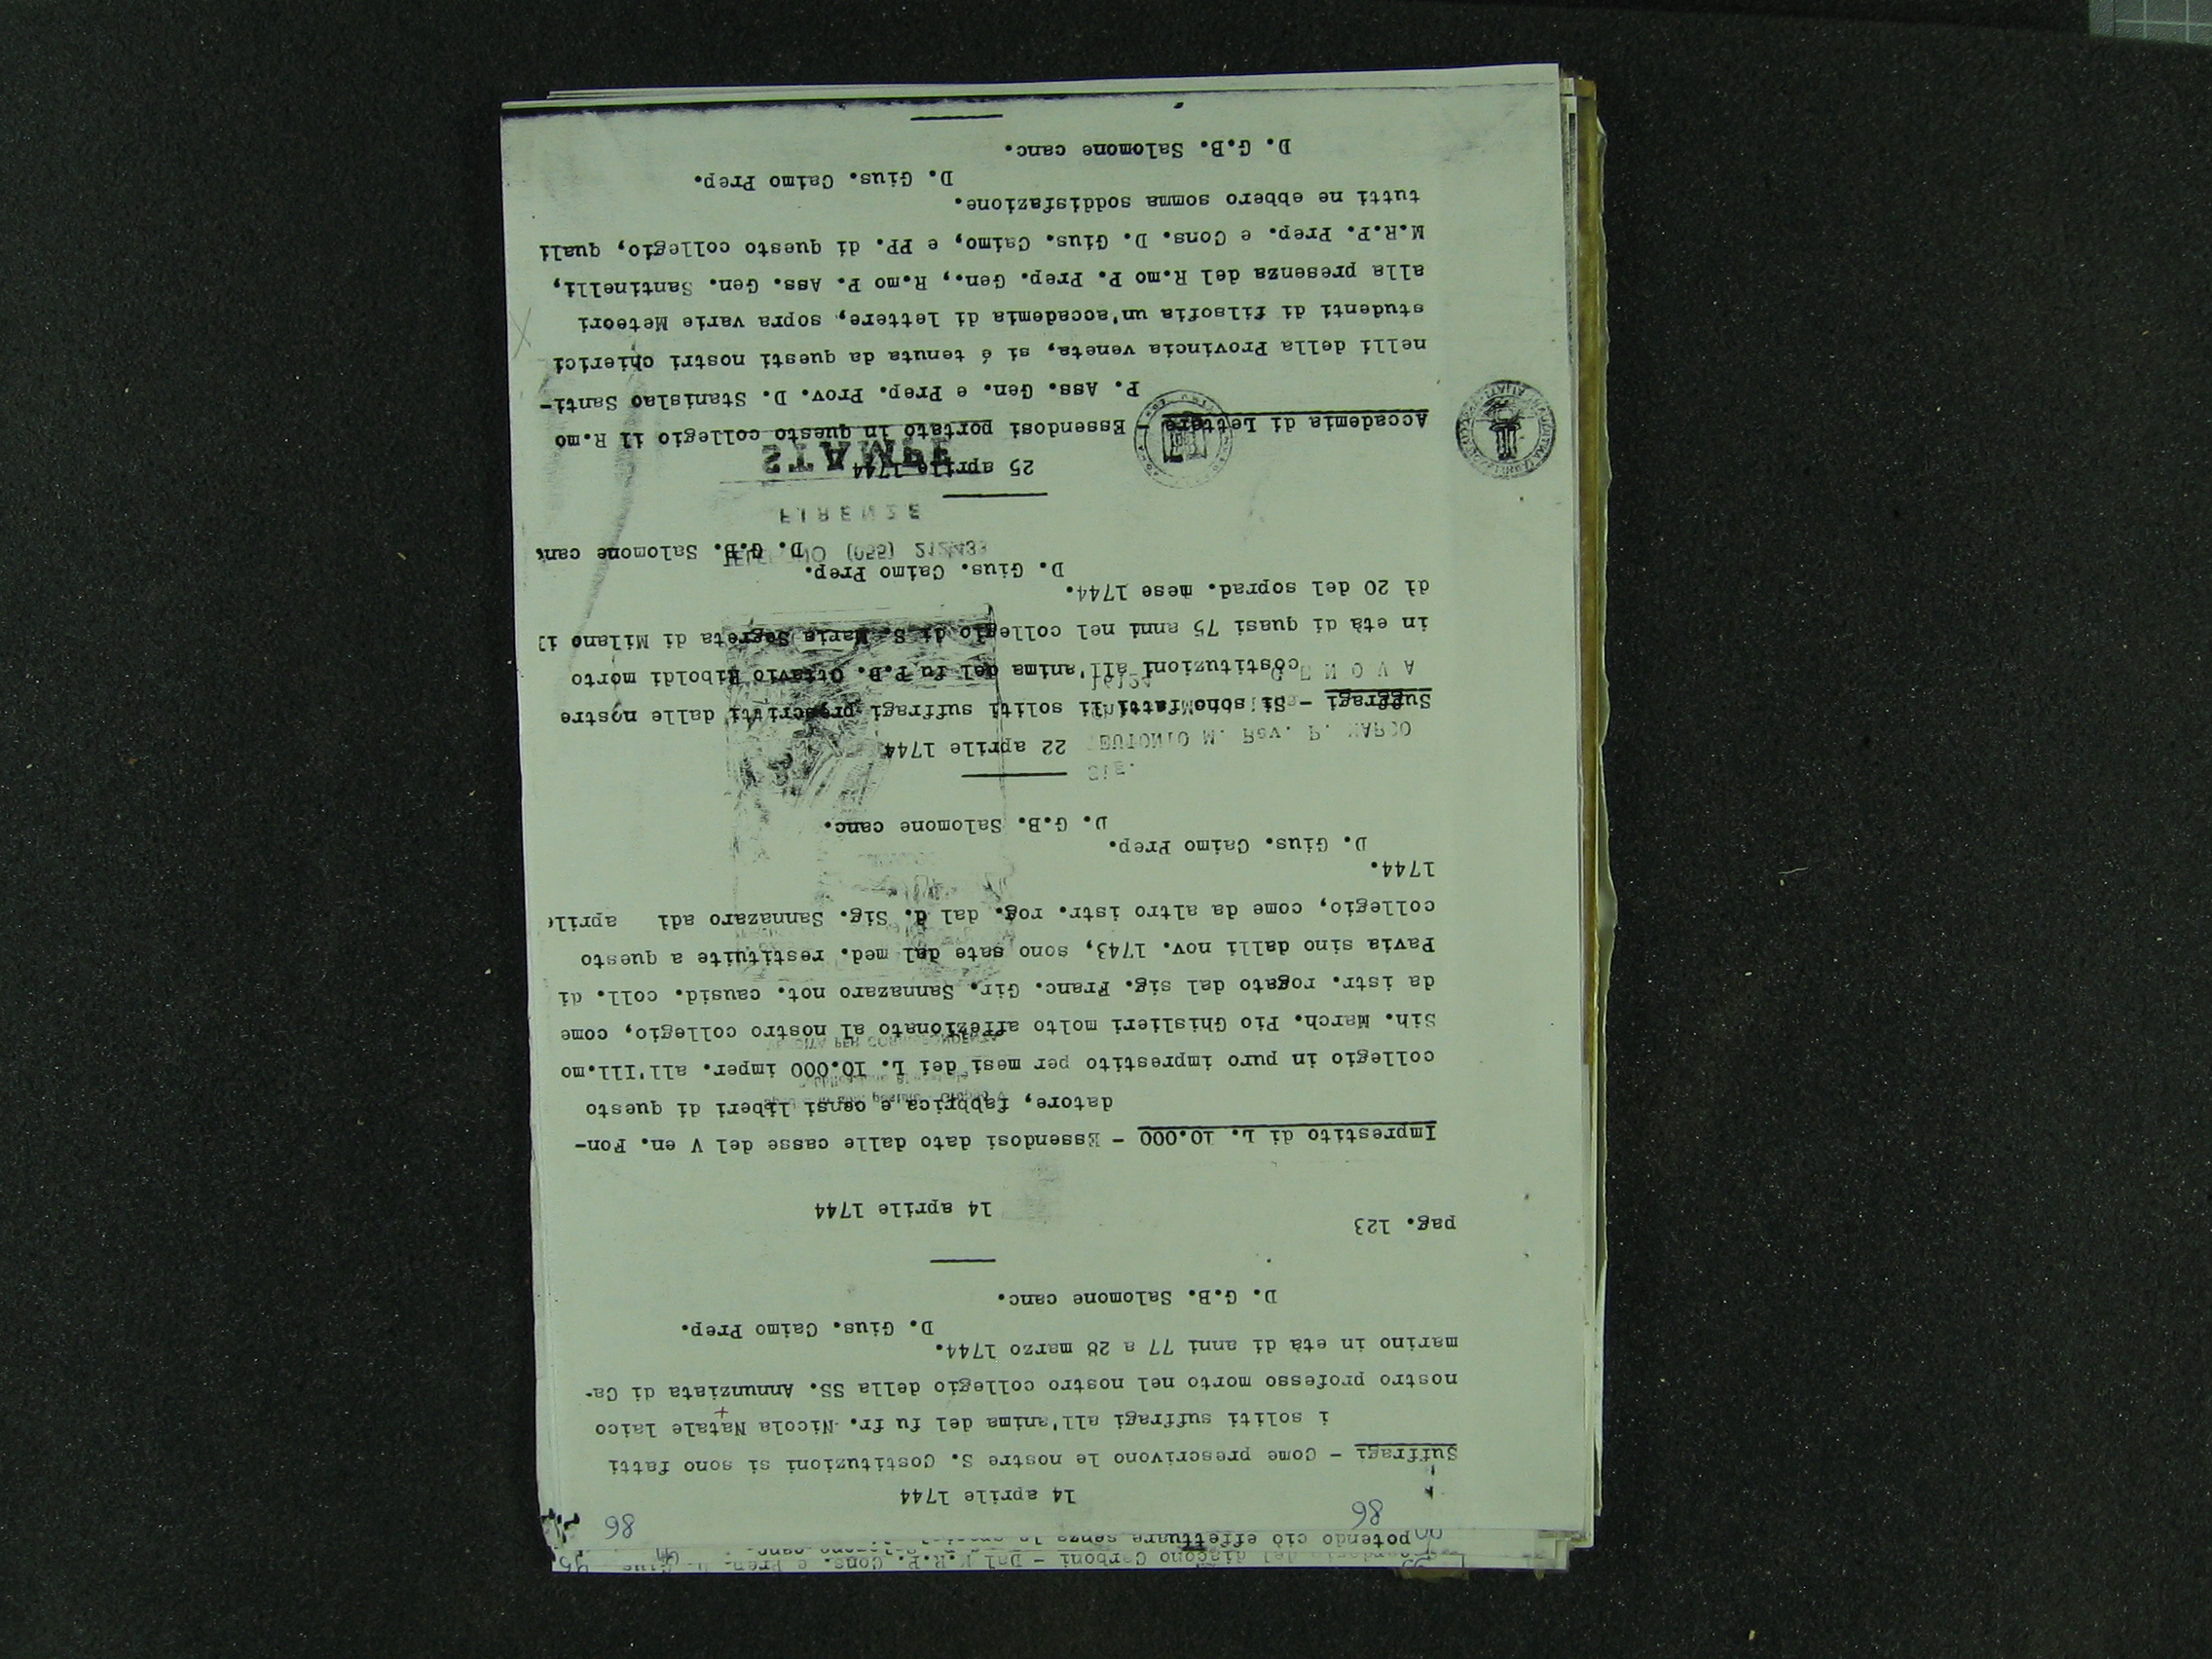 86
86
14 aprile 1744
Suffragi - Come prescrivono le nostre S. Costituzioni si sono fatti
i soliti suffragi all'anima del fu fr. Nicola Natale laico
nostro professo morto nel nostro collegio della SS. Annunziata di Ca-
marino in età di anni 77 a 28 marzo 1744.
D. Gius. Caimo Prep.
D. G.B. Salomone canc.
pag. 123
14 aprile 1744
Imprestito di L. 10.000 - Essendosi dato dalle casse del V en. Fon-
datore, fabbrica e censi liberi di questo
collegio in puro imprestito per mesi dei L. 10.000 imper. all'Ill.mo
Sih. March. Pio Ghislieri molto affezionato al nostro collegio, come
da istr. rogato dal sig. Franc. Gir. Sannazaro not. causid. coll. di
Pavia sino dalli nov. 1743, sono sate dal med. restituite a questo
collegio, come da altro istr. rog. dal d. Sig. Sannazaro adi aprile
1744.
D. Gius. Caimo Prep.
D. G.B. Salomone canc.
Sig.
22 aprile 1744
M. Rev. P. MARCO
Suffragi - Si sono fatti li soliti suffragi prescritti dalle nostre
costituzioni all'anima del fu P.D. Ottavio Riboldi morto
in età di quasi 75 anni nel collegio di S. Maria Segreta di Milano
di 20 del soprad. mese 1744.
D. Gius. Caimo Prep.
D. G.B. Salomone canc
(055) 212433
FIRENZE
25 aprile 1744
STAMPE
Accademia di Lettere - Essendosi portato in questo collegio il R.mo
P. Ass. Gen. e Prep. Prov. D. Stanislao Santi-
nelli della Provincia veneta, si é tenuta da questi nostri chierici
studenti di filsofia un'accademia di lettere, sopra varie Meteori
alla presenza del R.mo P. Prep. Gen., R.mo P. Ass. Gen. Santinelli,
M.R.P. Prep. e Cons. D. Gius. Caimo, e PP. di questo collegio, quali
tutti ne ebbero somma soddisfazione.
D. Gius. Caimo Prep.
D. G.B. Salomone canc.